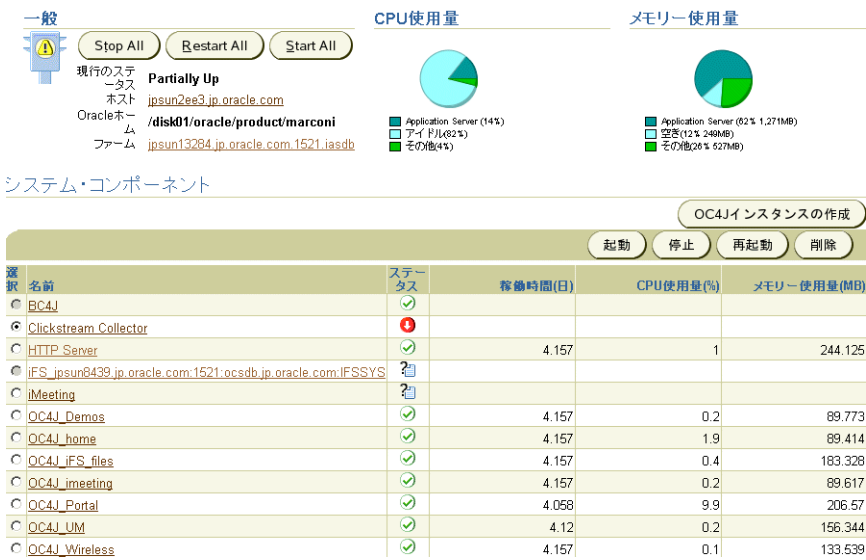 一般
Stop All Restart All Start All
現行のステータス Partially Up
ホスト jpsun2ee3.jp.oracle.com
Oracleホーム /disk01/oracle/product/marconi
ファーム jpsun13284.jp.oracle.com.1521.iasdb
CPU使用量
Application Server (14%)
アイドル(82%)
その他(4%)
メモリー使用量
Application Server (62% 1,271MB)
空き(12% 249MB)
その他(26% 527MB)
システム・コンポーネント
OC4Jインスタンスの作成
起動 停止 再起動 削除
選択 名前 ステータス 稼働時間(日) CPU使用量(%) メモリー使用量(MB)
BC4J
Clickstream Collector
HTTP Server 4.157 1 244.125
iFS_jpsun8439.jp.oracle.com:1521:ocsdb.jp.oracle.com:IFSSYS
iMeeting
OC4J_Demos 4.157 0.2 89.773
OC4J_home 4.157 1.9 89.414
OC4J_iFS_files 4.157 0.4 183.328
OC4J_imeeting 4.157 0.2 89.617
OC4J_Portal 4.058 9.9 206.57
OC4J_UM 4.12 0.2 156.344
OC4J_Wireless 4.157 0.1 133.539